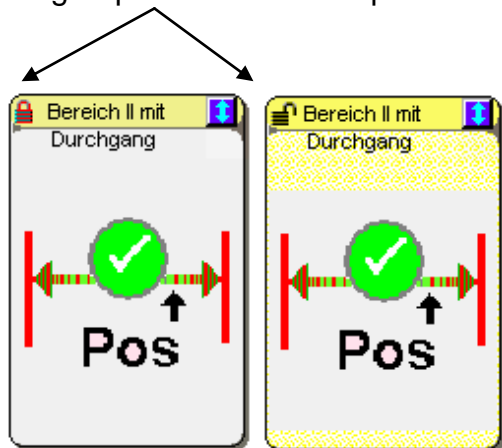 Bereich II mit
Durchgang
Pos
Bereich II mit
Durchgang
Pos